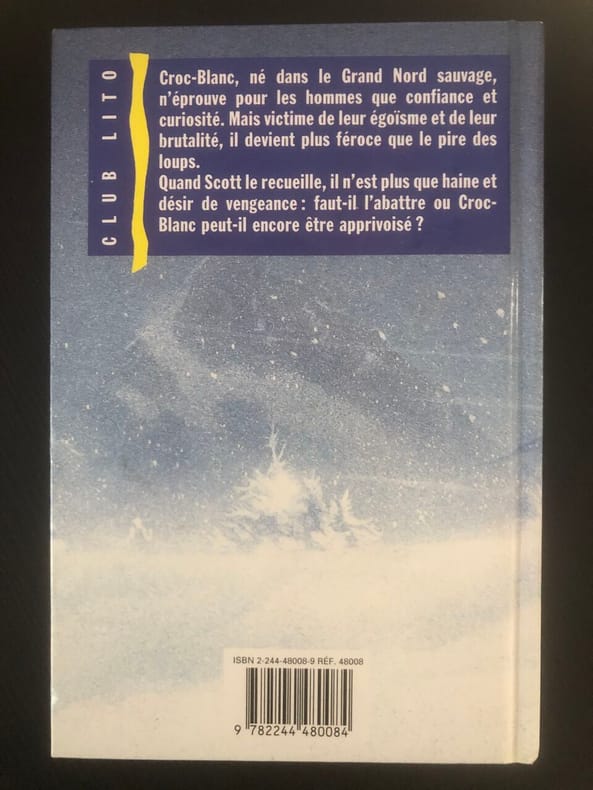 CLUB LITO
Croc-Blanc, né dans le Grand Nord sauvage,
n'éprouve pour les hommes que confiance et
curiosité. Mais victime de leur égoïsme et de leur
brutalité, il devient plus féroce que le pire des
loups.
Quand Scott le recueille, il n'est plus que haine et
désir de vengeance : faut-il l'abattre ou Croc-
Blanc peut-il encore être apprivoisé ?
ISBN 2-244-48008-9 RÉF. 48008
9 782244 480084